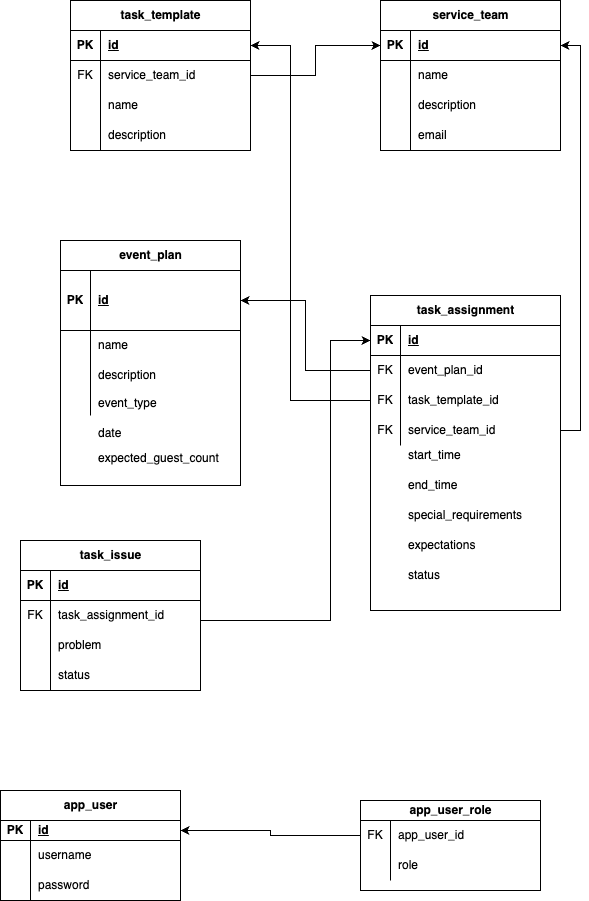 task_template
PK id
FK service_team_id
name
description
service_team
PK id
name
description
email
event_plan
PK id
name
description
event_type
date
expected_guest_count
task_assignment
PK id
FK event_plan_id
FK task_template_id
FK service_team_id
start_time
end_time
special_requirements
expectations
status
task_issue
PK id
FK task_assignment_id
problem
status
app_user
PK id
username
password
app_user_role
FK app_user_id
role